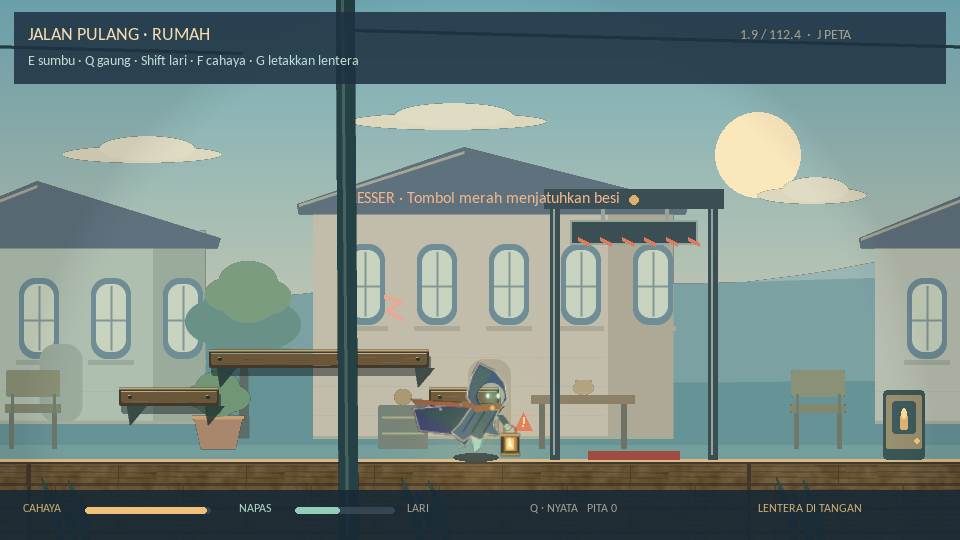 JALAN PULANG · RUMAH
1.9 / 112.4 · J PETA
E sumbu · Q gaung · Shift lari · F cahaya · G letakkan lentera
ESSER · Tombol merah menjatuhkan besi
!
CAHAYA
NAPAS
LARI
Q · NYATA PITA 0
LENTERA DI TANGAN